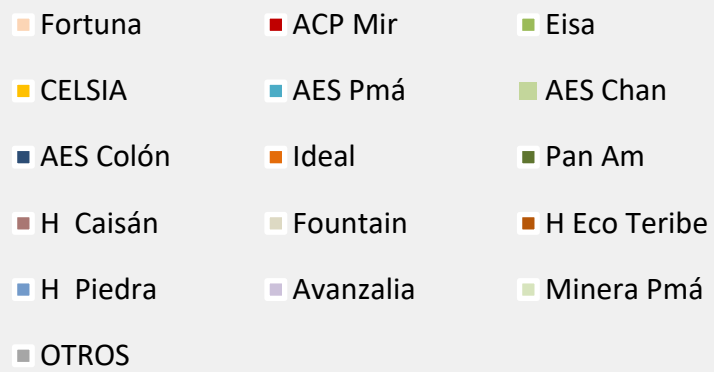 Fortuna ACP Mir Eisa
CELSIA AES Pmá AES Chan
AES Colón Ideal Pan Am
H Caisán Fountain H Eco Teribe
H Piedra Avanzalia Minera Pmá
OTROS